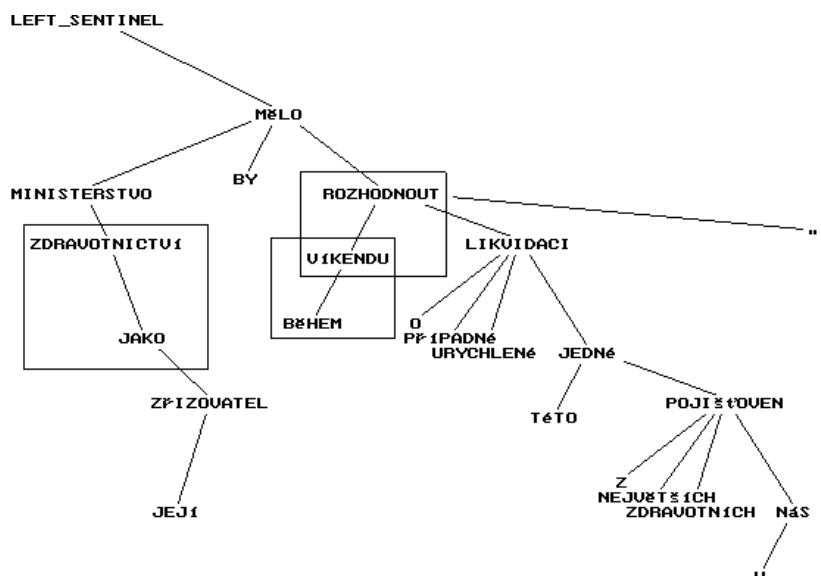 LEFT_SENTINEL
MěLO
BY
MINISTERSTVO
ROZHODNOUT
"
ZDRAVOTNICTVí
LIKVIDACI
VíKENDU
BěHEM
O
PříPADNé
JAKO
URYCHLENé
JEDNé
ZřIZOVATEL
TéTO
POJIšťOVEN
Z
NEJVěTšíCH
JEJí
ZDRAVOTNíCH
NáS